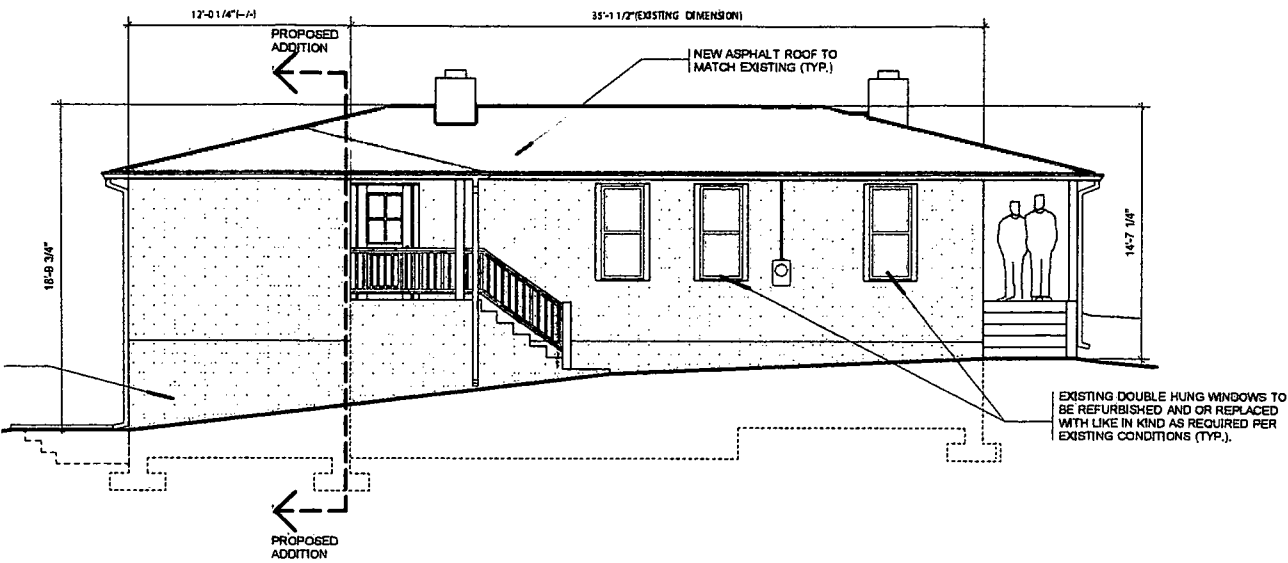 12'-0 1/4"(+/-)
35'-1 1/2"(EXISTING DIMENSION)
PROPOSED
ADDITION
NEW ASPHALT ROOF TO
MATCH EXISTING (TYP.)
18'-8 3/4"
14'-7 1/4"
EXISTING DOUBLE HUNG WINDOWS TO
BE REFURBISHED AND OR REPLACED
WITH LIKE IN KIND AS REQUIRED PER
EXISTING CONDITIONS (TYP.).
PROPOSED
ADDITION